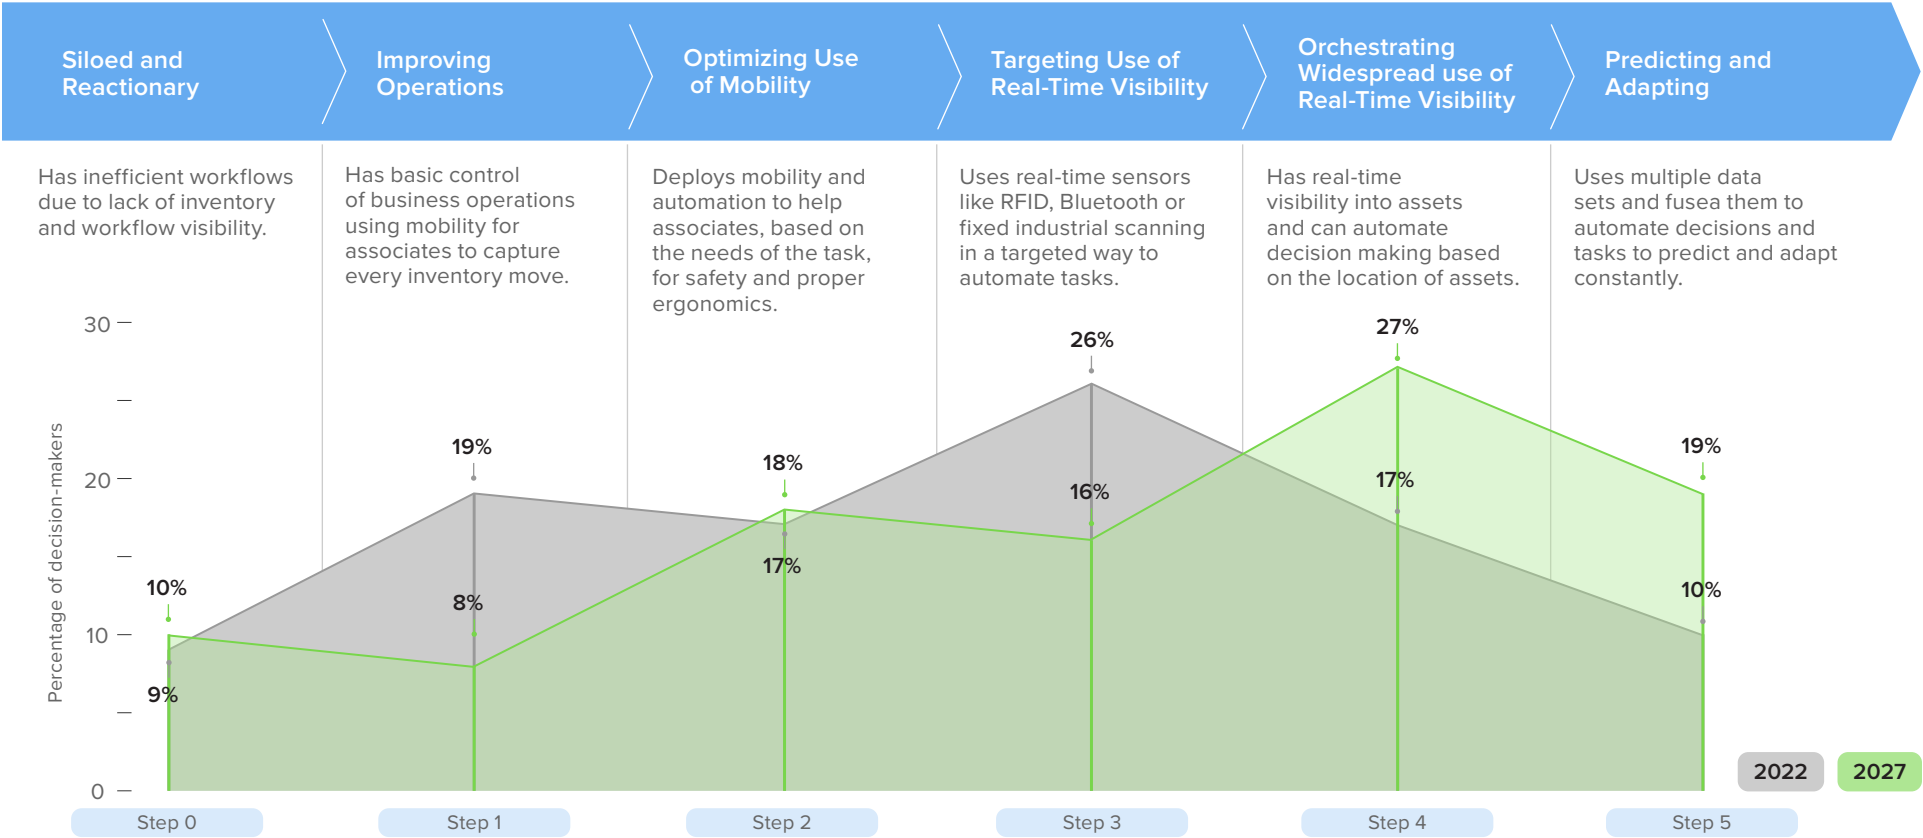 Siloed and
Reactionary
Improving
Operations
Optimizing Use
of Mobility
Targeting Use of
Real-Time Visibility
Orchestrating
Widespread use of
Real-Time Visibility
Predicting and
Adapting
Has inefficient workflows
due to lack of inventory
and workflow visibility.
Has basic control
of business operations
using mobility for
associates to capture
every inventory move.
Deploys mobility and
automation to help
associates, based on
the needs of the task,
for safety and proper
ergonomics.
Uses real-time sensors
like RFID, Bluetooth or
fixed industrial scanning
in a targeted way to
automate tasks.
Has real-time
visibility into assets
and can automate
decision making based
on the location of assets.
Uses multiple data
sets and fusea them to
automate decisions and
tasks to predict and adapt
constantly.
Percentage of decision-makers
30
20
10
0
10%
9%
19%
8%
18%
17%
26%
16%
27%
17%
19%
10%
2022
2027
Step 0
Step 1
Step 2
Step 3
Step 4
Step 5